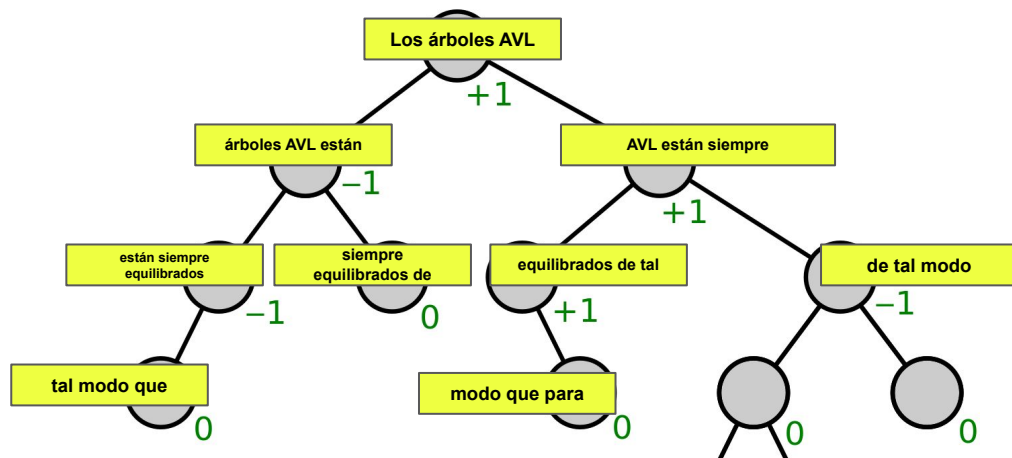 Los árboles AVL
+1
árboles AVL están
AVL están siempre
−1
+1
están siempre
equilibrados
siempre
equilibrados de
equilibrados de tal
de tal modo
−1
0
+1
−1
tal modo que
modo que para
0
0
0
0